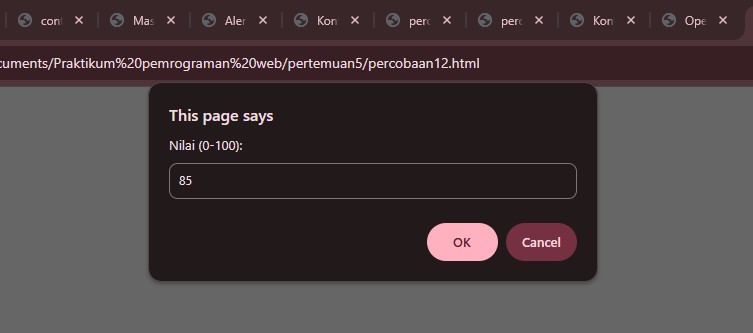 con
Mas
Aler
Kon
perc
perc
Kon
Ope
cuments/Praktikum%20pemrograman%20web/pertemuan5/percobaan12.html
This page says
Nilai (0-100):
85
OK Cancel